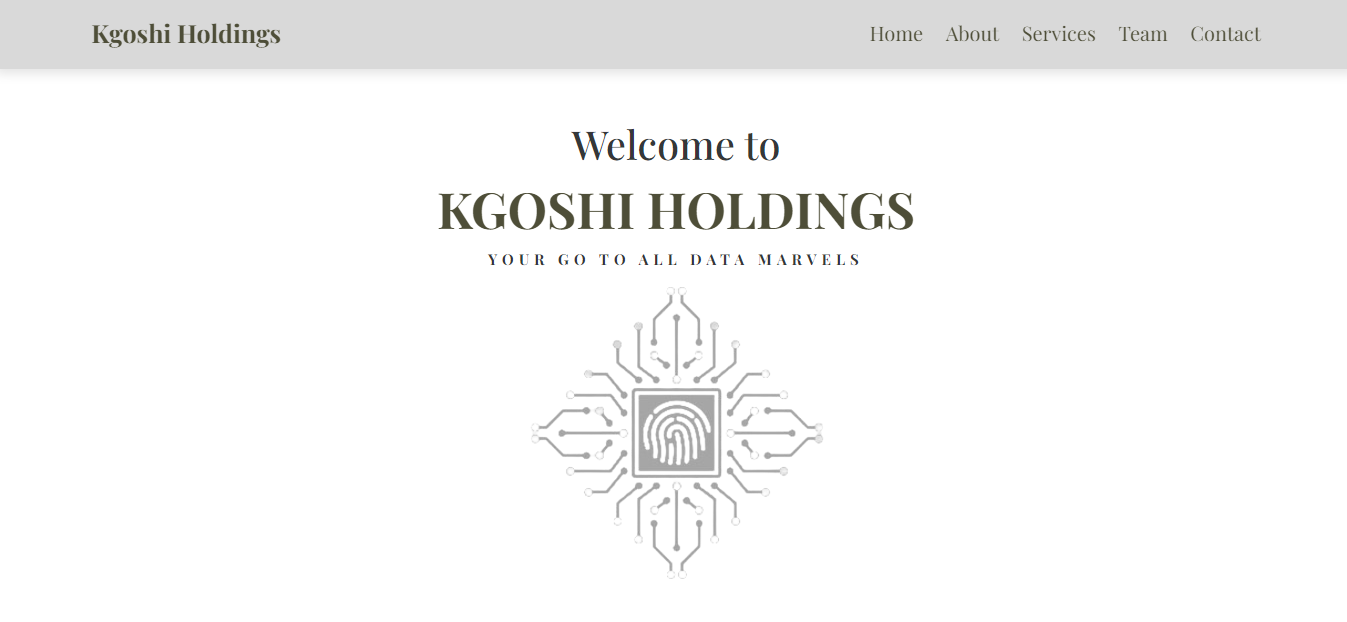 Kgoshi Holdings
Home About Services Team Contact
Welcome to
KGOSHI HOLDINGS
YOUR GO TO ALL DATA MARVELS